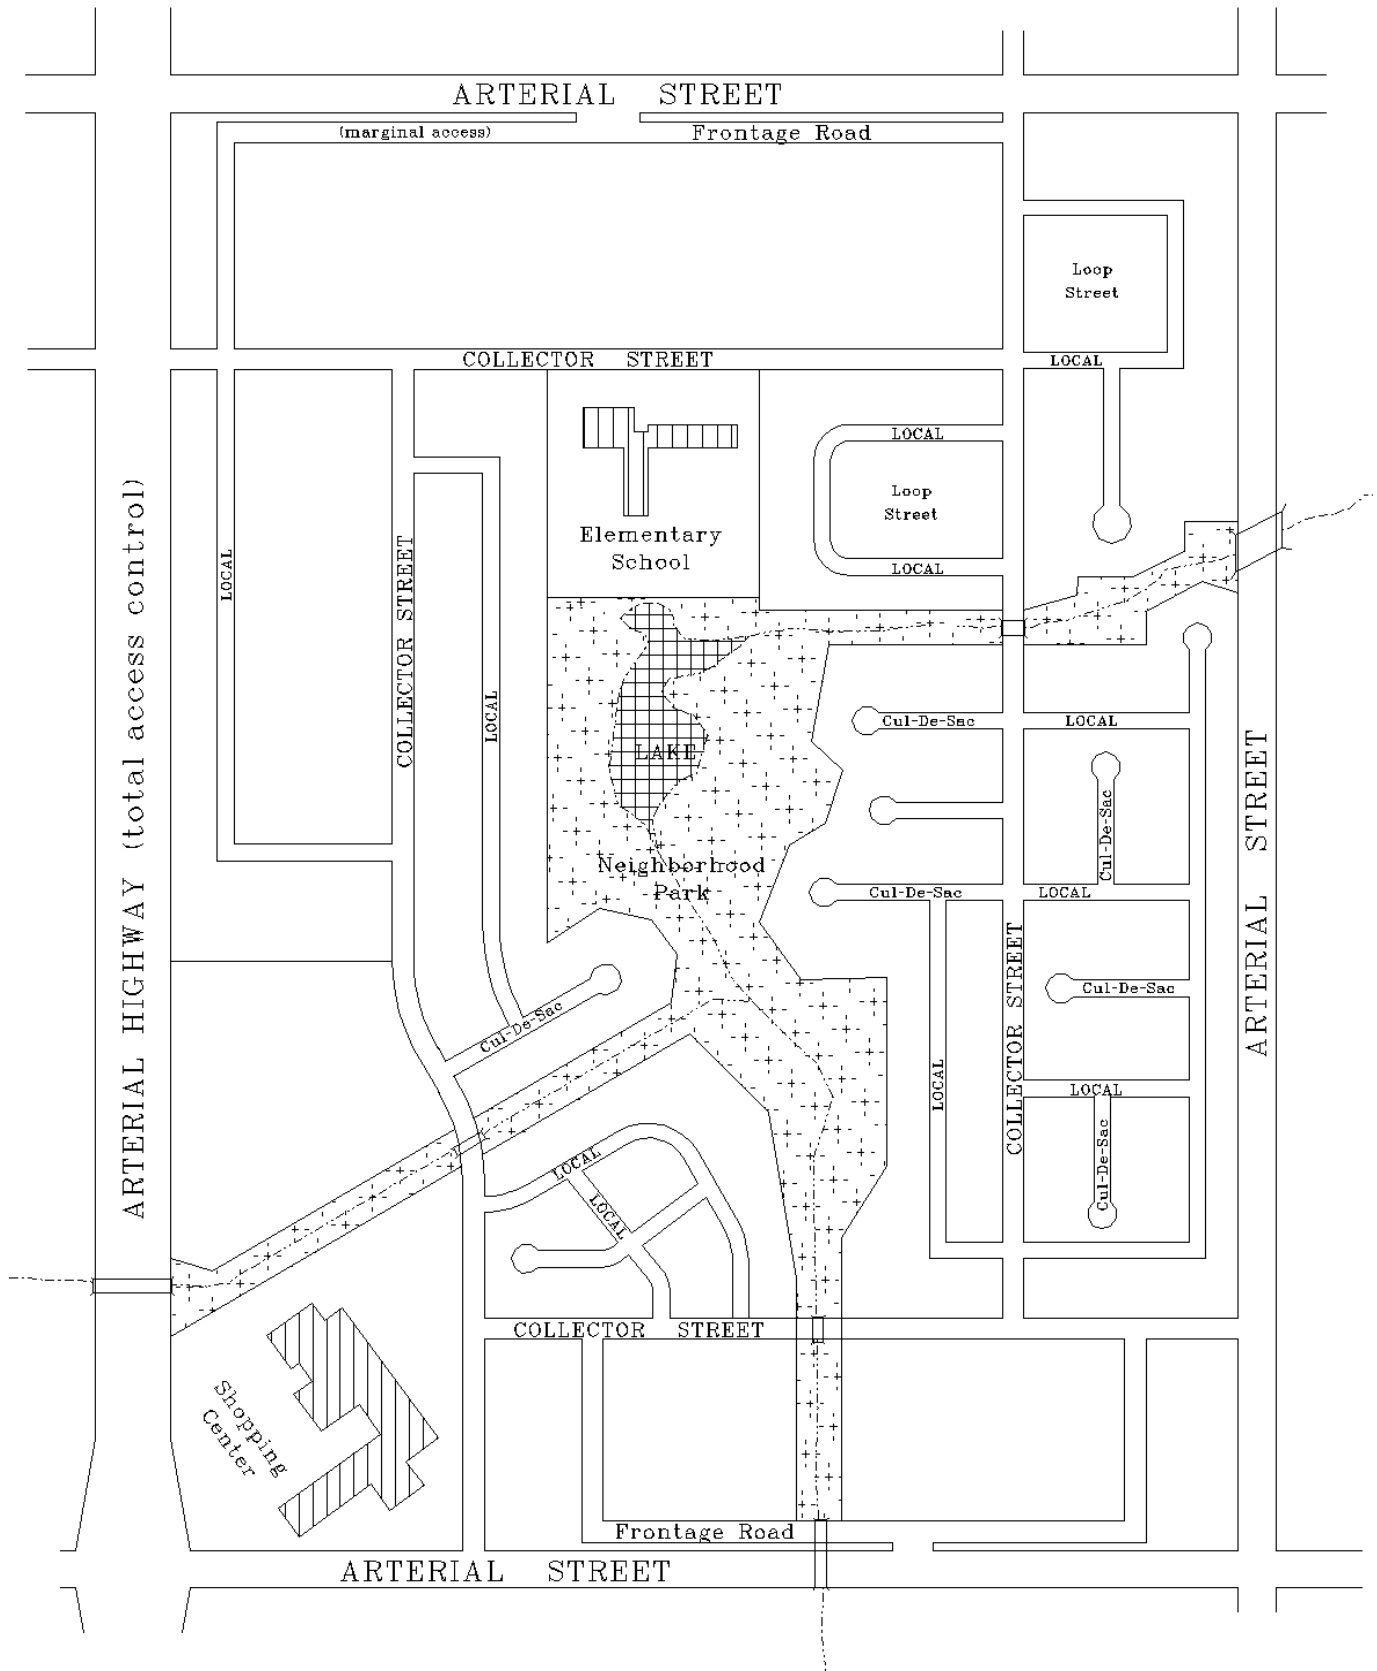 ARTERIAL STREET
(marginal access)
Frontage Road
Loop
Street
COLLECTOR STREET
LOCAL
LOCAL
Loop
Street
LOCAL
Elementary
School
ARTERIAL HIGHWAY (total access control)
LOCAL
COLLECTOR STREET
LOCAL
LAKE
Cul-De-Sac
LOCAL
Cul-De-Sac
Neighborhood
Park
Cul-De-Sac
LOCAL
ARTERIAL STREET
Cul-De-Sac
Cul-De-Sac
COLLECTOR STREET
LOCAL
LOCAL
Cul-De-Sac
LOCAL
LOCAL
COLLECTOR STREET
Shopping
Center
Frontage Road
ARTERIAL STREET